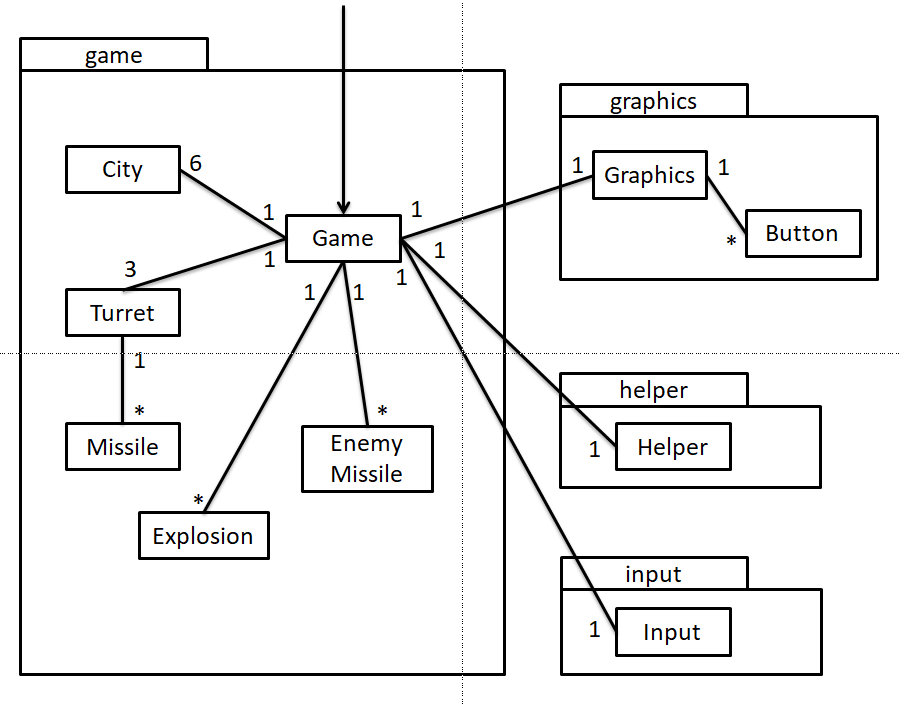 game
City
6
1
Game
1
3
Turret
1
Missile
*
1
1
*
Enemy
Missile
*
Explosion
1
1
1
graphics
1
Graphics
1
*
Button
helper
1
Helper
input
1
Input